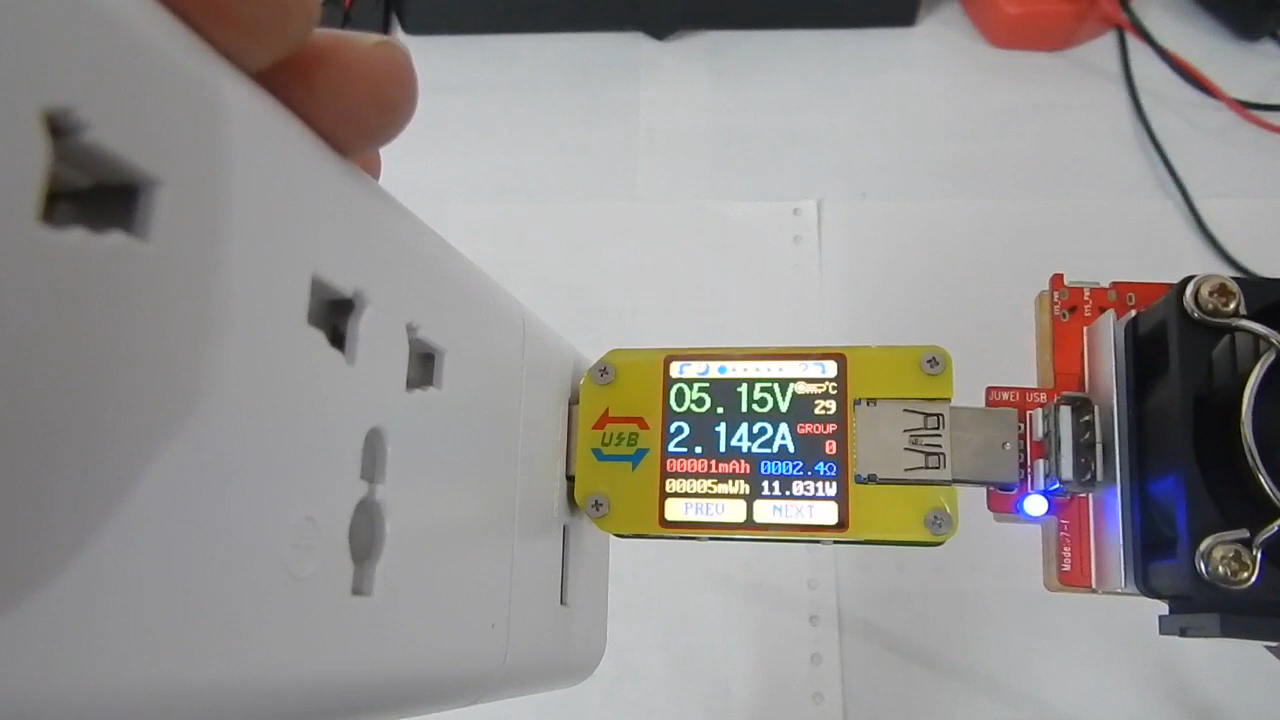 USB
05.15V
°C
29
2.142A
GROUP
0
00001mAh 0002.4Ω
00005mWh 11.031W
PREV NEXT
JUWEI USB